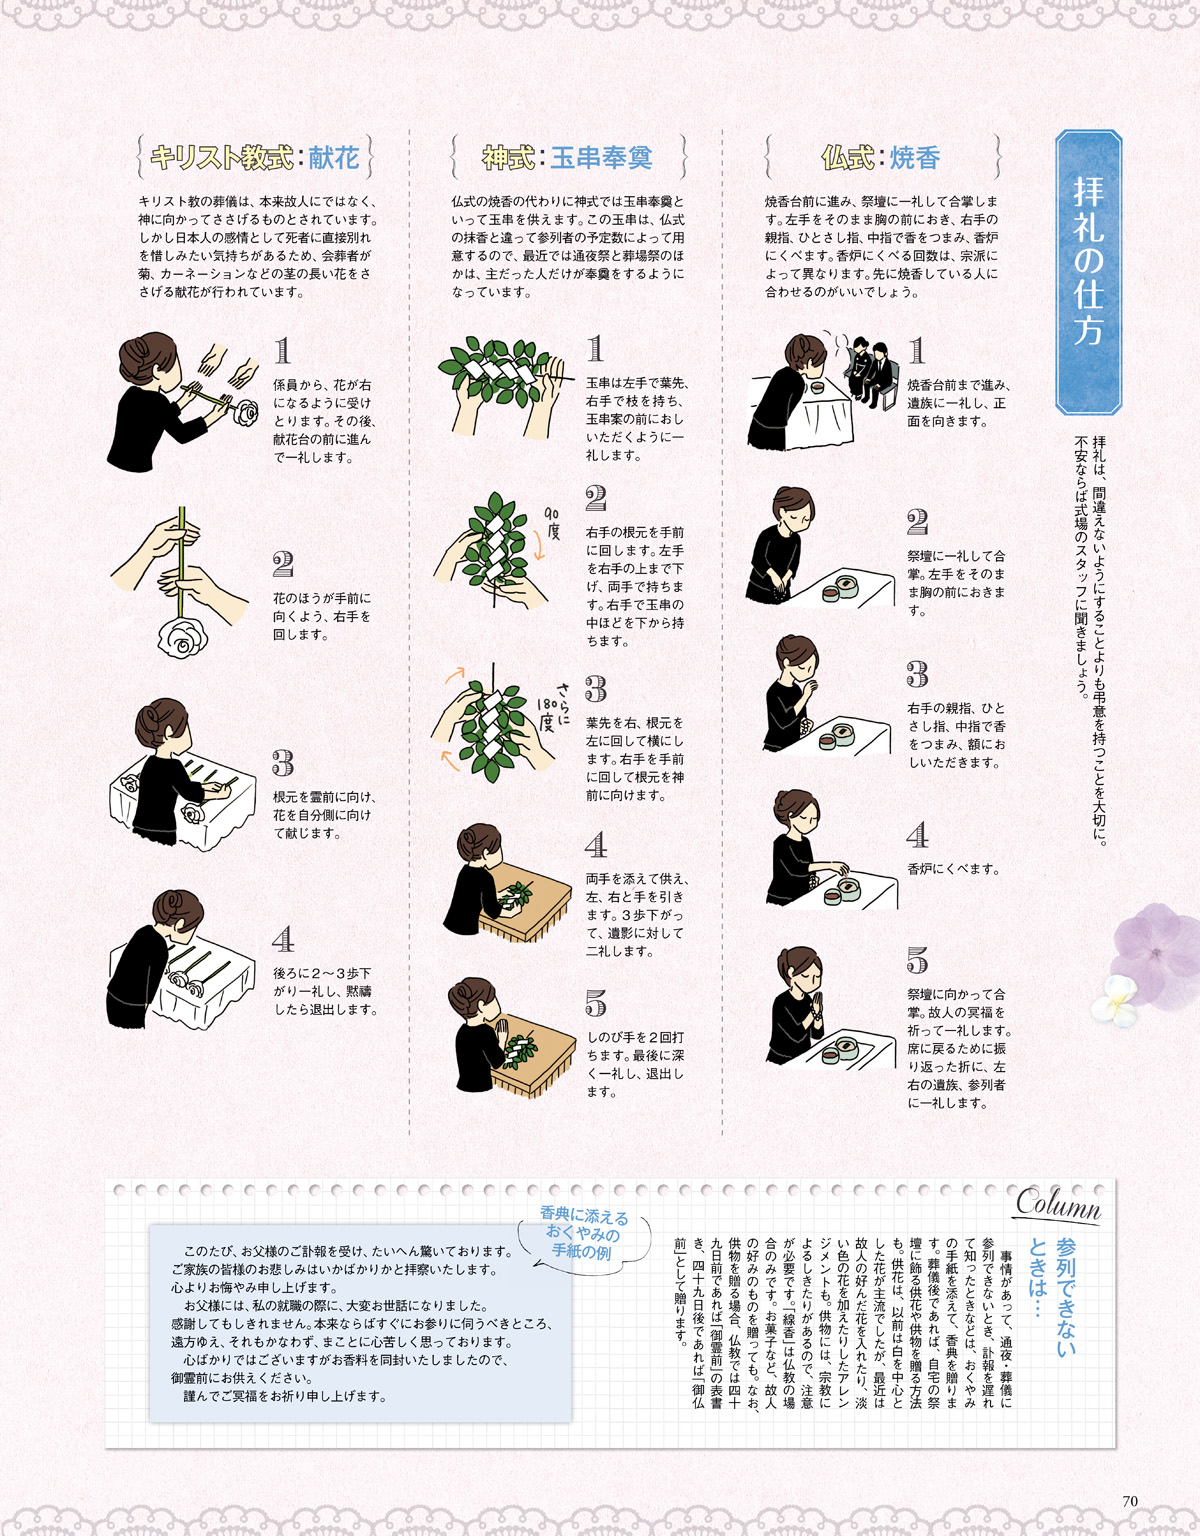 拝礼の仕方
拝礼は、間違えないようにすることよりも弔意を持つことを大切に。
不安ならば式場のスタッフに聞きましょう。
仏式：焼香
焼香台前に進み、祭壇に一礼して合掌しま
す。左手をそのまま胸の前におき、右手の
親指、ひとさし指、中指で香をつまみ、香炉
にくべます。香炉にくべる回数は、宗派に
よって異なります。先に焼香している人に
合わせるのがいいでしょう。
1
焼香台前まで進み、
遺族に一礼し、正
面を向きます。
2
祭壇に一礼して合
掌。左手をそのま
ま胸の前におきま
す。
3
右手の親指、ひと
さし指、中指で香
をつまみ、額にお
しいただきます。
4
香炉にくべます。
5
祭壇に向かって合
掌。故人の冥福を
祈って一礼します。
席に戻るために振
り返った折に、左
右の遺族、参列者
に一礼します。
神式：玉串奉奠
仏式の焼香の代わりに神式では玉串奉奠と
いって玉串を供えます。この玉串は、仏式
の抹香と違って参列者の予定数によって用
意するので、最近では通夜祭と葬場祭のほ
かは、主だった人だけが奉奠をするように
なっています。
1
玉串は左手で葉先、
右手で枝を持ち、
玉串案の前におし
いただくように一
礼します。
2
90度
右手の根元を手前
に回します。左手
を右手の上まで下
げ、両手で持ちま
す。右手で玉串の
中ほどを下から持
ちます。
3
さらに
180度
葉先を右、根元を
左に回して横にし
ます。右手を手前
に回して根元を神
前に向けます。
4
両手を添えて供え、
左、右と手を引き
ます。３歩下がっ
て、遺影に対して
二礼します。
5
しのび手を２回打
ちます。最後に深
く一礼し、退出し
ます。
キリスト教式：献花
キリスト教の葬儀は、本来故人にではなく、
神に向かってささげるものとされています。
しかし日本人の感情として死者に直接別れ
を惜しみたい気持ちがあるため、会葬者が
菊、カーネーションなどの茎の長い花をさ
さげる献花が行われています。
1
係員から、花が右
になるように受け
とります。その後、
献花台の前に進ん
で一礼します。
2
花のほうが手前に
向くよう、右手を
回します。
3
根元を霊前に向け、
花を自分側に向け
て献じます。
4
後ろに２〜３歩下
がり一礼し、黙禱
したら退出します。
Column
参列できない
ときは…
事情があって、通夜・葬儀に
参列できないとき、訃報を遅れ
て知ったときなどは、おくやみ
の手紙を添えて、香典を贈りま
す。葬儀後であれば、自宅の祭
壇に飾る供花や供物を贈る方法
も。供花は、以前は白を中心と
した花が主流でしたが、最近は
故人の好んだ花を入れたり、淡
い色の花を加えたりしたアレン
ジメントも。供物には、宗教に
よるしきたりがあるので、注意
が必要です。「線香」は仏教の場
合のみです。お菓子など、故人
の好みのものを贈っても。なお、
供物を贈る場合、仏教では四十
九日前であれば「御霊前」の表書
き、四十九日後であれば「御仏
前」として贈ります。
香典に添える
おくやみの
手紙の例
このたび、お父様のご訃報を受け、たいへん驚いております。
ご家族の皆様のお悲しみはいかばかりかと拝察いたします。
心よりお悔やみ申し上げます。
お父様には、私の就職の際に、大変お世話になりました。
感謝してもしきれません。本来ならばすぐにお参りに伺うべきところ、
遠方ゆえ、それもかなわず、まことに心苦しく思っております。
心ばかりではございますがお香料を同封いたしましたので、
御霊前にお供えください。
謹んでご冥福をお祈り申し上げます。
70